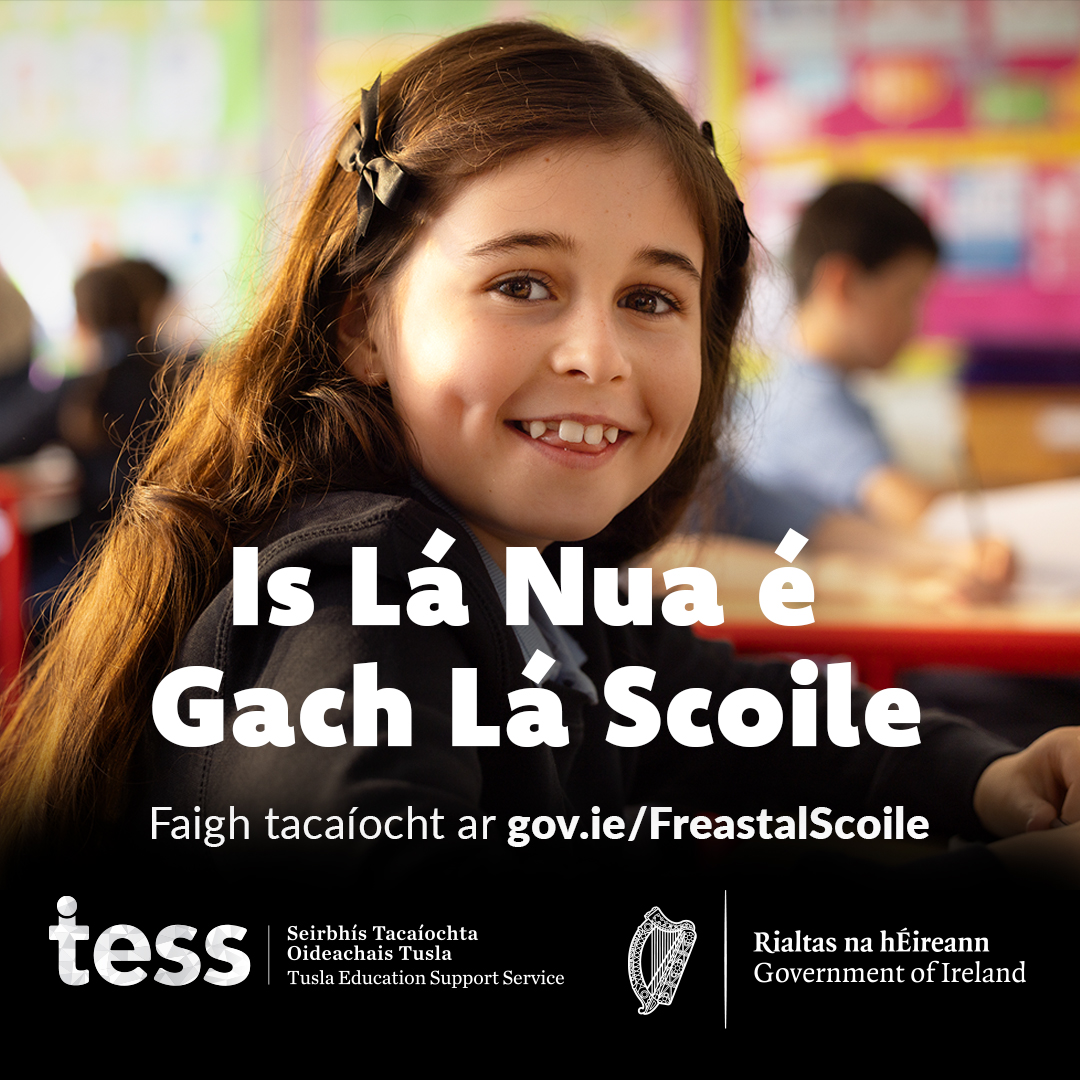 Is Lá Nua é
Gach Lá Scoile
Faigh tacaíocht ar gov.ie/FreastalScoile
tess
Seirbhís Tacaíochta
Oideachais Tusla
Tusla Education Support Service
Rialtas na hÉireann
Government of Ireland